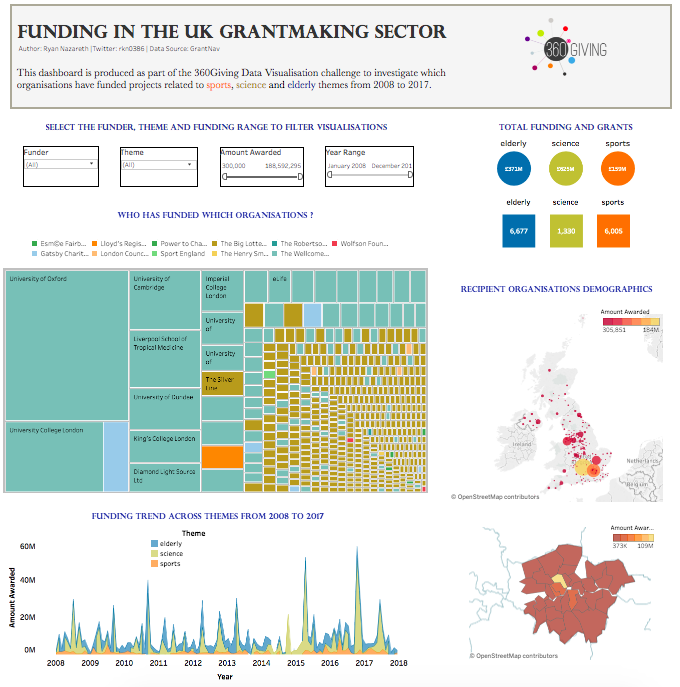 FUNDING IN THE UK GRANTMAKING SECTOR
Author: Ryan Nazareth |Twitter: rkn0386 | Data Source: GrantNav
This dashboard is produced as part of the 360Giving Data Visualisation challenge to investigate which
organisations have funded projects related to sports, science and elderly themes from 2008 to 2017.
360 GIVING
SELECT THE FUNDER, THEME AND FUNDING RANGE TO FILTER VISUALISATIONS
Funder
(All)
Theme
(All)
Amount Awarded
300,000 188,592,295
Year Range
January 2008 December 201
TOTAL FUNDING AND GRANTS
elderly science sports
£371M
elderly science sports
6,677 1,330 6,005
WHO HAS FUNDED WHICH ORGANISATIONS ?
Esm©e Fairb... Lloyd's Regis... Power to Cha... The Big Lotte... The Robertso... Wolfson Foun...
Gatsby Charit... London Counc... Sport England The Henry Sm... The Wellcome...
University of Oxford
University College London
University of
Cambridge
Liverpool School of
Tropical Medicine
University of Dundee
King's College London
Diamond Light Source
Ltd
Imperial
College
London
University
of
University
of
The Silver
Line
eLife
RECIPIENT ORGANISATIONS DEMOGRAPHICS
Amount Awarded
305,851 184M
Ireland
Netherlands
Belgium
© OpenStreetMap contributors
FUNDING TREND ACROSS THEMES FROM 2008 TO 2017
Theme
elderly
science
sports
Amount Awarded
60M
40M
20M
0M
2008 2009 2010 2011 2012 2013 2014 2015 2016 2017 2018
Year
Amount Awar...
373K 109M
© OpenStreetMap contributors